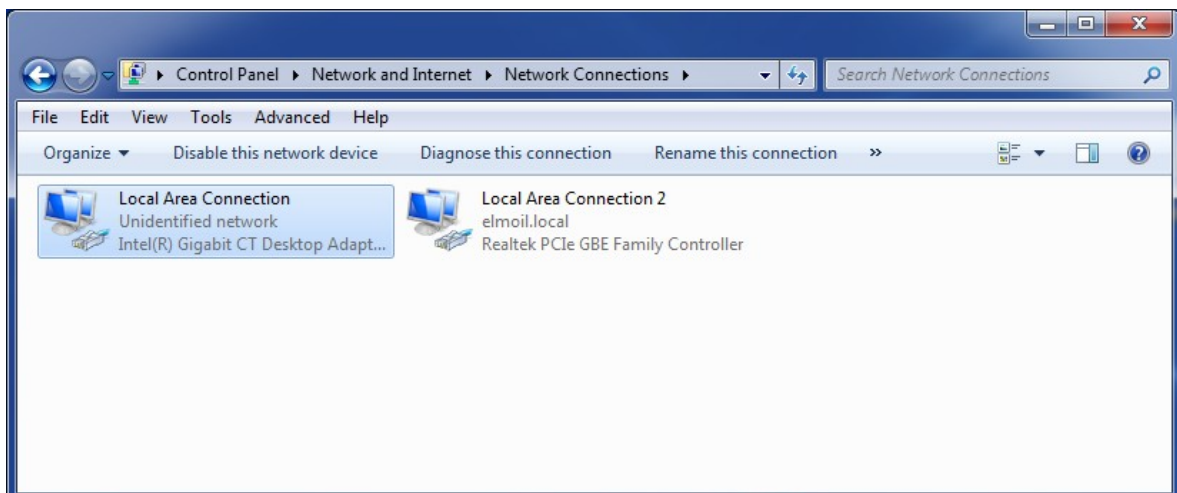 Control Panel Network and Internet Network Connections Search Network Connections
File Edit View Tools Advanced Help
Organize Disable this network device Diagnose this connection Rename this connection »
Local Area Connection
Unidentified network
Intel(R) Gigabit CT Desktop Adapt...
Local Area Connection 2
elmoil.local
Realtek PCIe GBE Family Controller